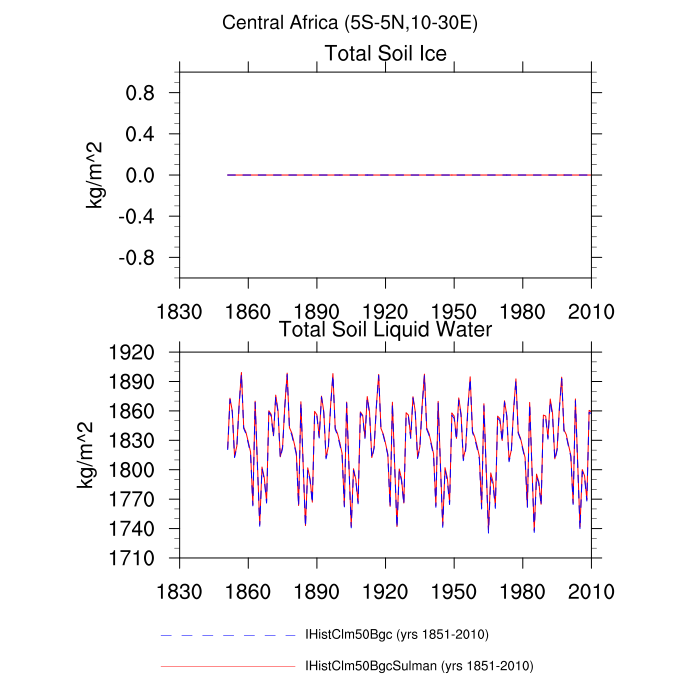 Central Africa (5S-5N,10-30E)
Total Soil Ice
0.8
0.4
0.0
-0.4
-0.8
kg/m^2
1830 1860 1890 1920 1950 1980 2010
Total Soil Liquid Water
1920
1890
1860
1830
1800
1770
1740
1710
kg/m^2
1830 1860 1890 1920 1950 1980 2010
IHistClm50Bgc (yrs 1851-2010)
IHistClm50BgcSulman (yrs 1851-2010)